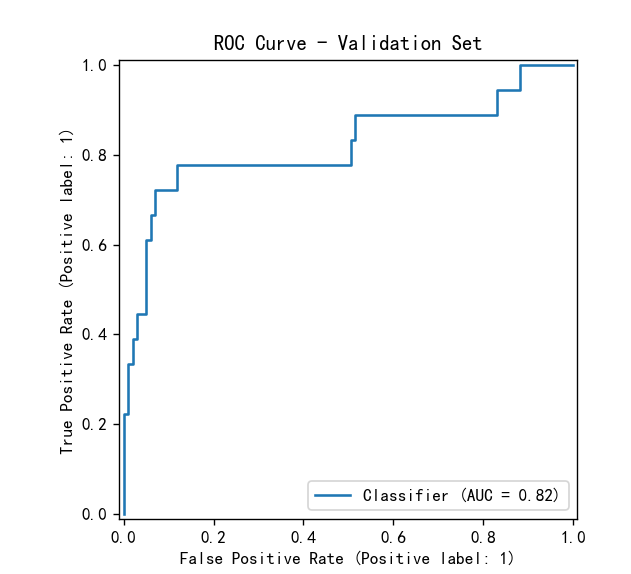 ROC Curve - Validation Set
1.0
0.8
0.6
0.4
0.2
0.0
True Positive Rate (Positive label: 1)
Classifier (AUC = 0.82)
0.0 0.2 0.4 0.6 0.8 1.0
False Positive Rate (Positive label: 1)